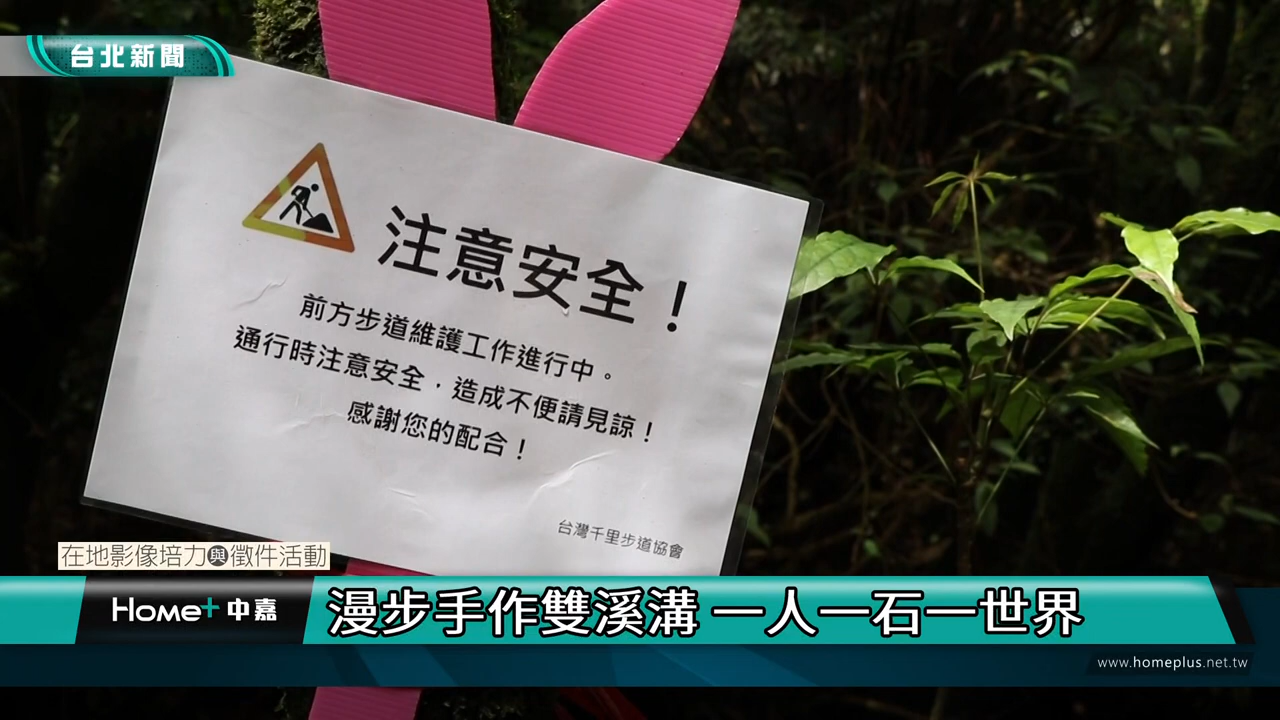 台北新聞
注意安全！
前方步道維護工作進行中。
通行時注意安全，造成不便請見諒！
感謝您的配合！
台灣千里步道協會
在地影像培力與徵件活動
Home+中嘉
漫步手作雙溪溝 一人一石一世界
www.homeplus.net.tw